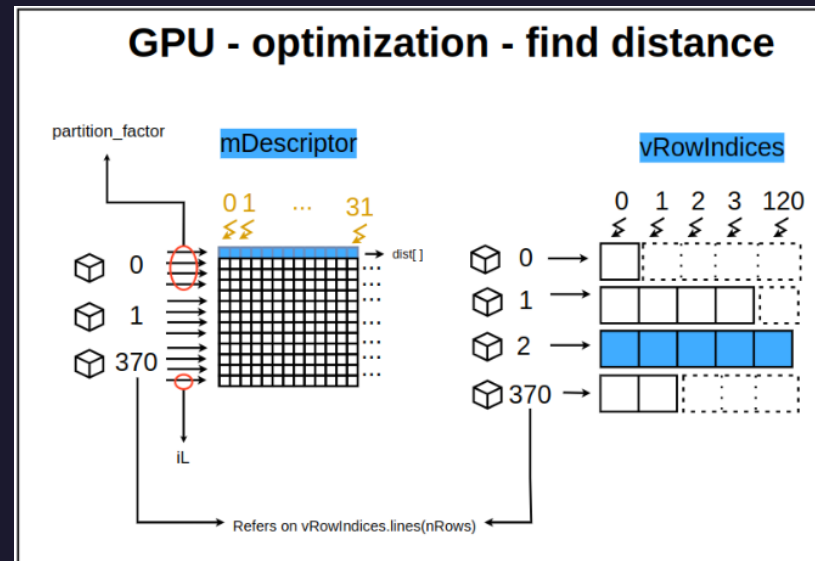 GPU - optimization - find distance
partition_factor
mDescriptor
vRowIndices
0 1 ... 31
0 1 2 3 120
dist[ ]
0
1
370
...
...
...
...
...
...
0
1
2
370
iL
Refers on vRowIndices.lines(nRows)